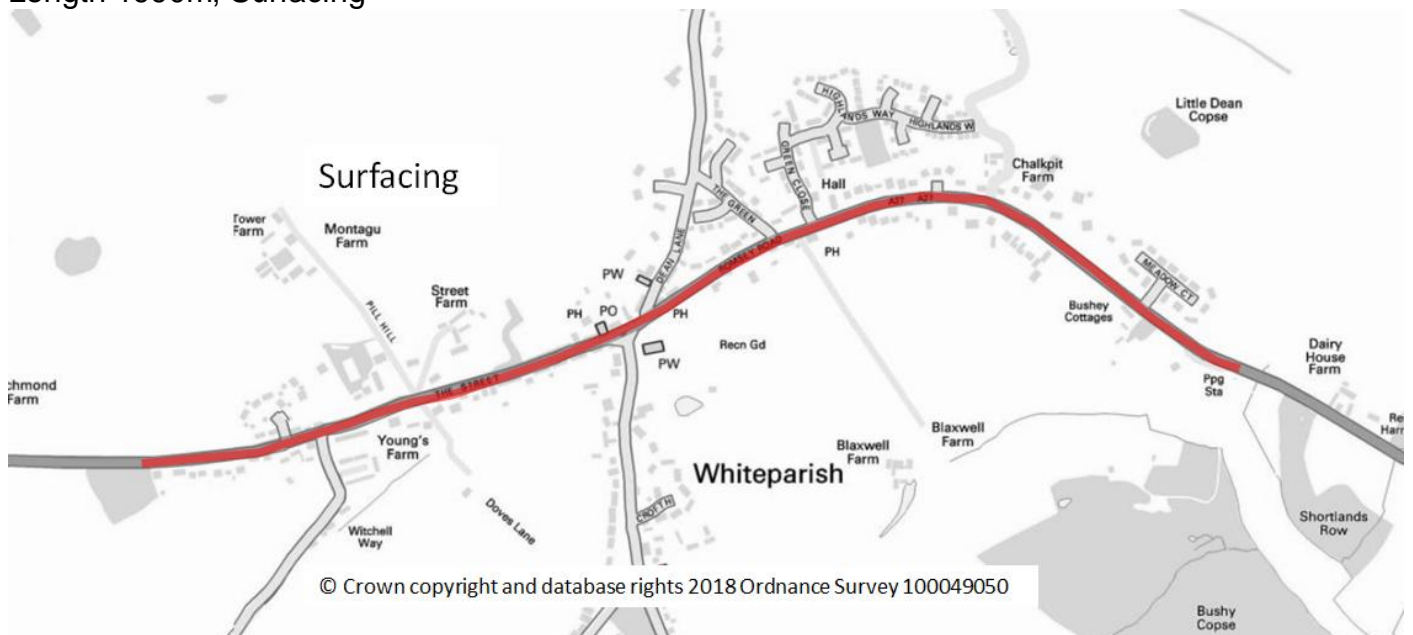 Surfacing
Little Dean
Copse
HIGHLANDS WAY
HIGHLANDS W
GREEN CLOSE
Hall
Chalkpit
Farm
THE GREEN
A27 A27
Tower
Farm
Montagu
Farm
DEAN LANE
ROMSEY ROAD
PH
PW
MEADOW CT
Street
Farm
PILL HILL
PH
PO
PH
Bushey
Cottages
Recn Gd
PW
Dairy
House
Farm
THE STREET
Ppg
Sta
chmond
Farm
Young's
Farm
Blaxwell
Farm
Blaxwell
Farm
Whiteparish
Doves Lane
CROFT H
Witchell
Way
Shortlands
Row
© Crown copyright and database rights 2018 Ordnance Survey 100049050
Bushy
Copse